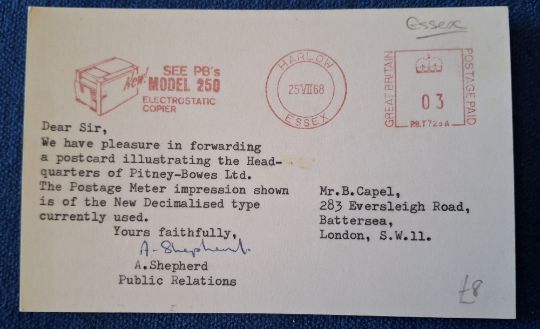 Essex
New!
SEE PB's
MODEL 250
ELECTROSTATIC
COPIER
HARLOW
25 VII 68
ESSEX
GREAT BRITAIN
03
POSTAGE PAID
Dear Sir,
We have pleasure in forwarding
a postcard illustrating the Head-
quarters of Pitney-Bowes Ltd.
The Postage Meter impression shown
is of the New Decimalised type
currently used.
Yours faithfully,
A. Shepherd.
A.Shepherd
Public Relations
Mr.B.Capel,
283 Eversleigh Road,
Battersea,
London, S.W.11.
£8